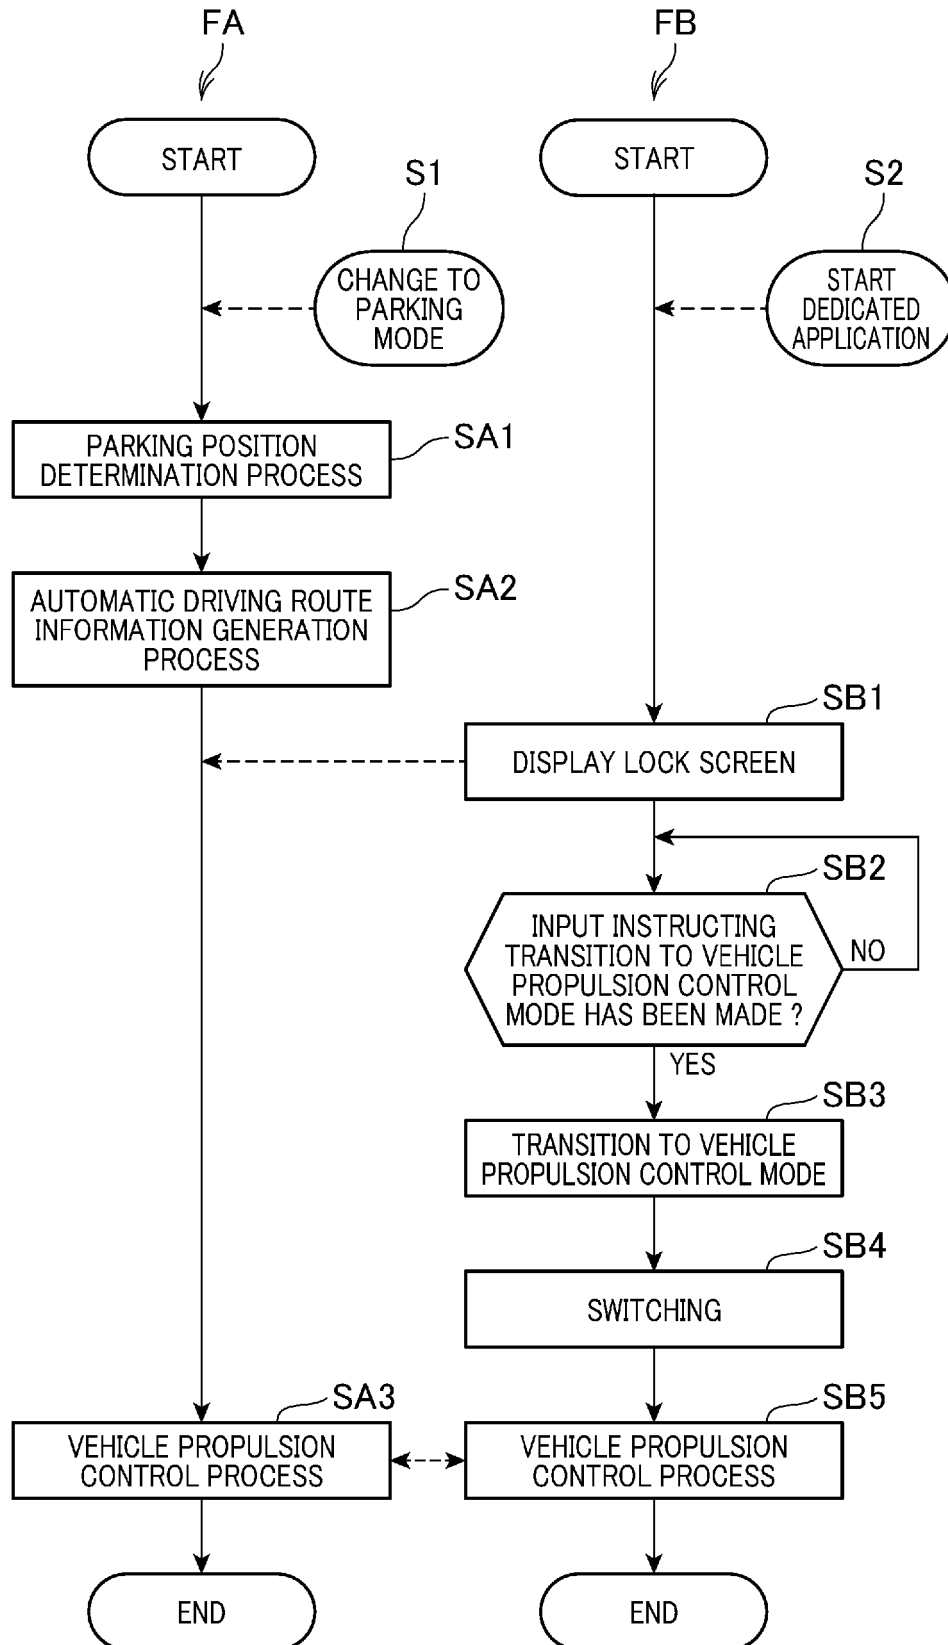 FA
FB
START
START
S1
S2
CHANGE TO
PARKING
MODE
START
DEDICATED
APPLICATION
SA1
PARKING POSITION
DETERMINATION PROCESS
SA2
AUTOMATIC DRIVING ROUTE
INFORMATION GENERATION
PROCESS
SB1
DISPLAY LOCK SCREEN
SB2
INPUT INSTRUCTING
TRANSITION TO VEHICLE
PROPULSION CONTROL
MODE HAS BEEN MADE ?
NO
YES
SB3
TRANSITION TO VEHICLE
PROPULSION CONTROL MODE
SB4
SWITCHING
SA3
VEHICLE PROPULSION
CONTROL PROCESS
SB5
VEHICLE PROPULSION
CONTROL PROCESS
END
END